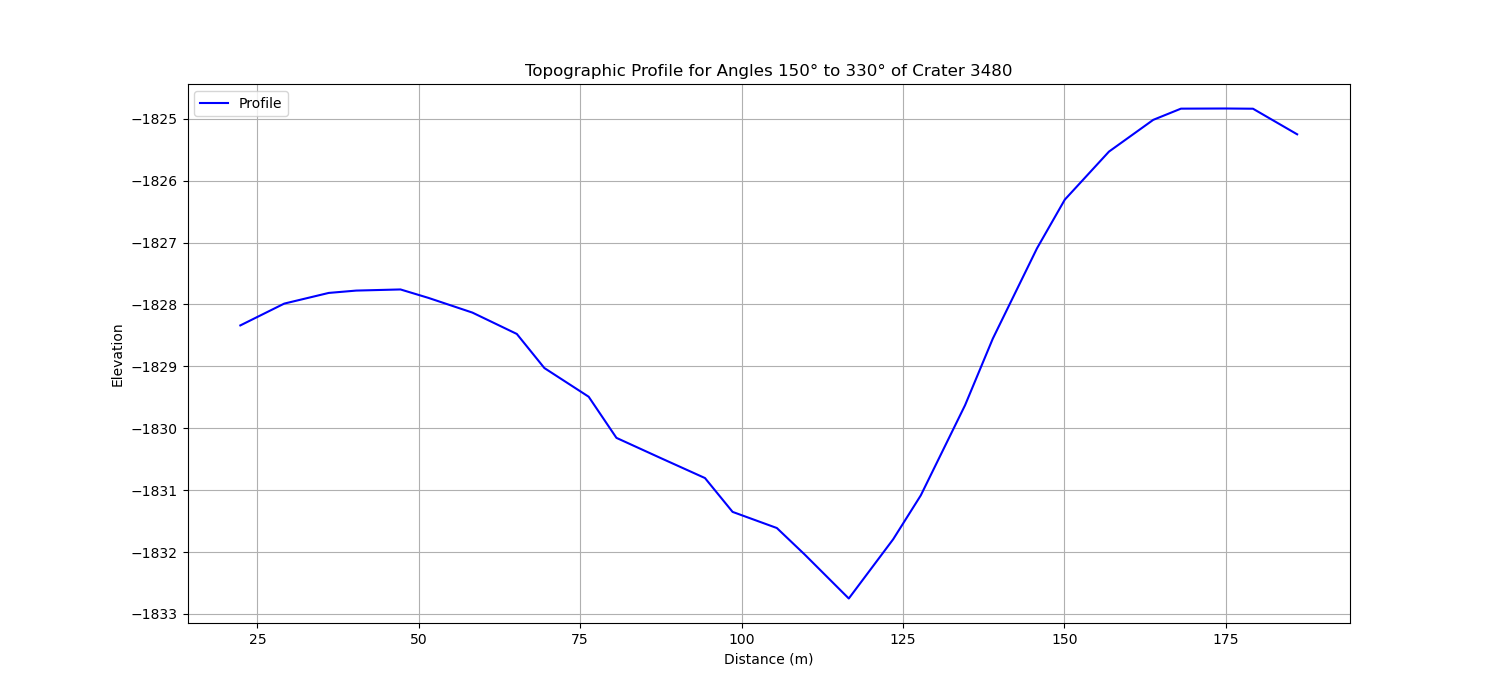 Topographic Profile for Angles 150° to 330° of Crater 3480
Profile
−1825
−1826
−1827
−1828
−1829
−1830
−1831
−1832
−1833
Elevation
25 50 75 100 125 150 175
Distance (m)